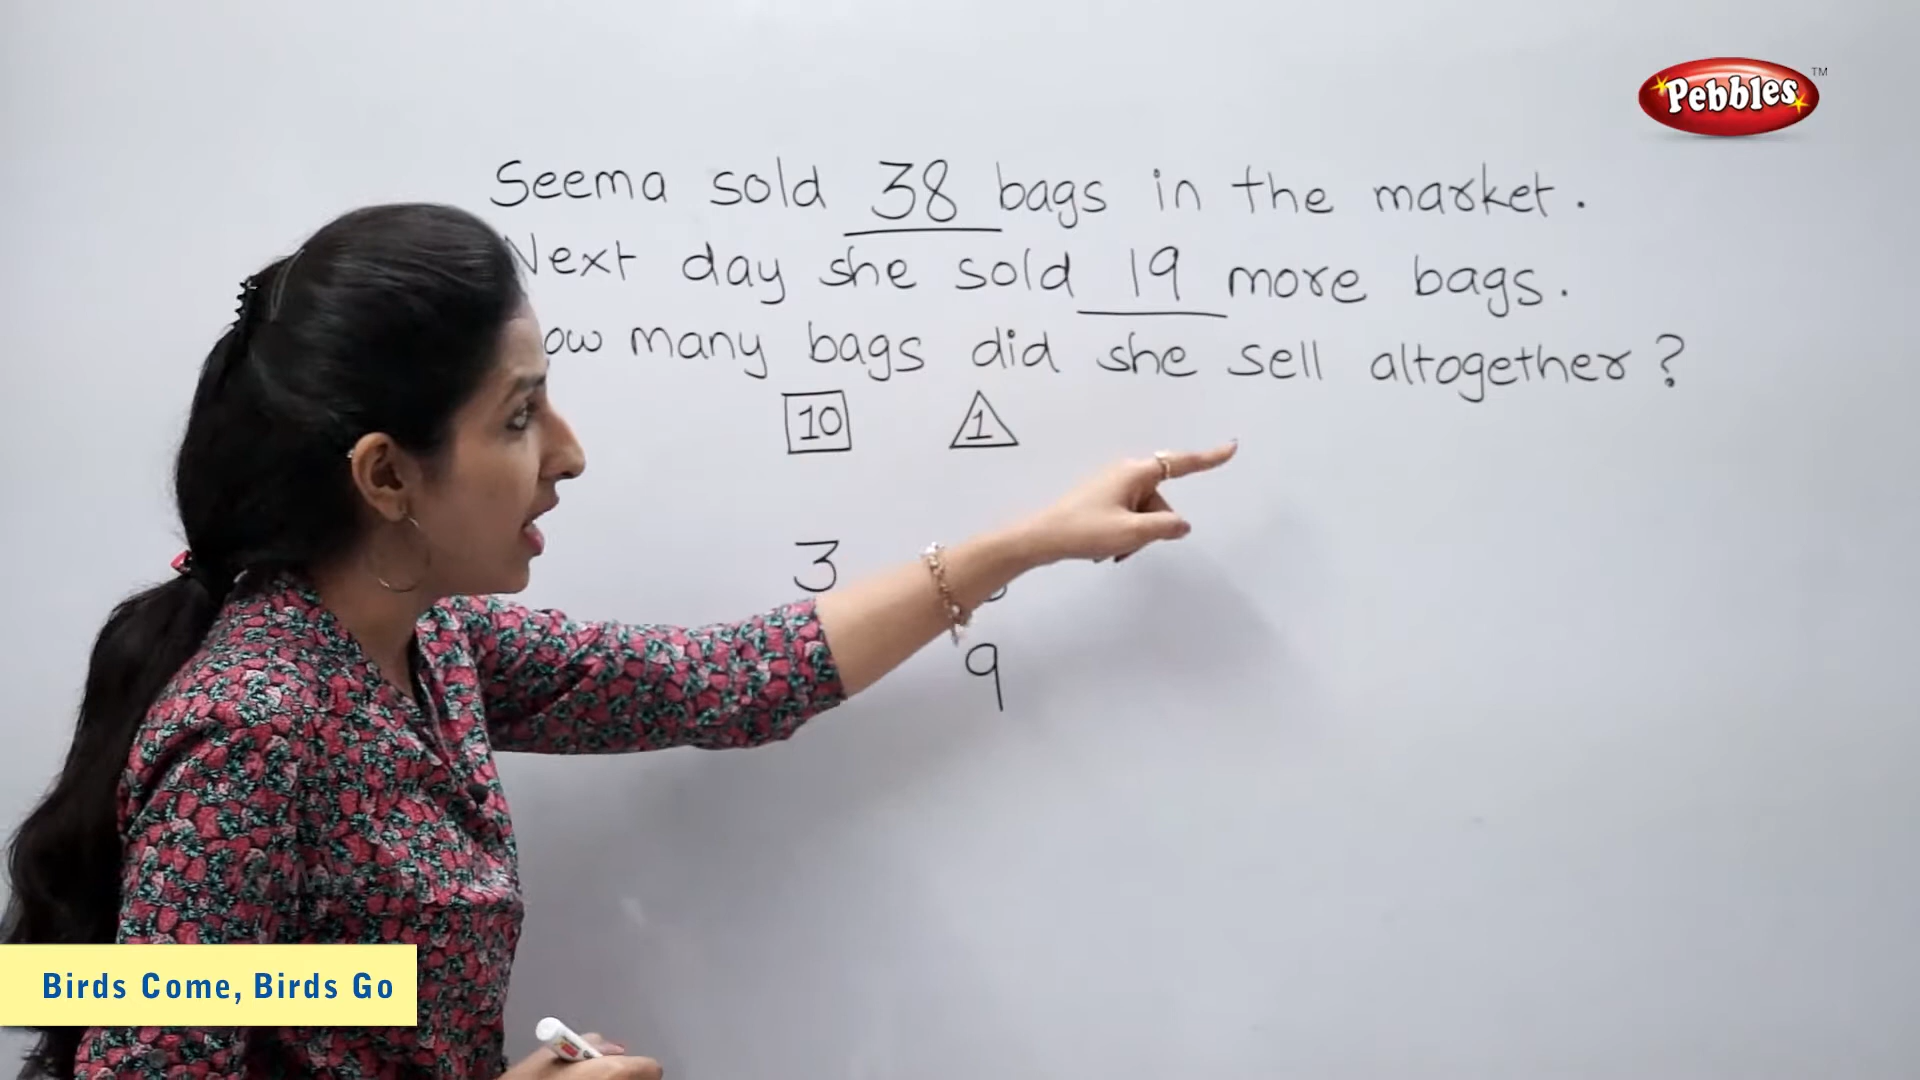 Pebbles™
Seema sold 38 bags in the market.
Next day she sold 19 more bags.
ow many bags did she sell altogether?
10 1
3
9
Birds Come, Birds Go